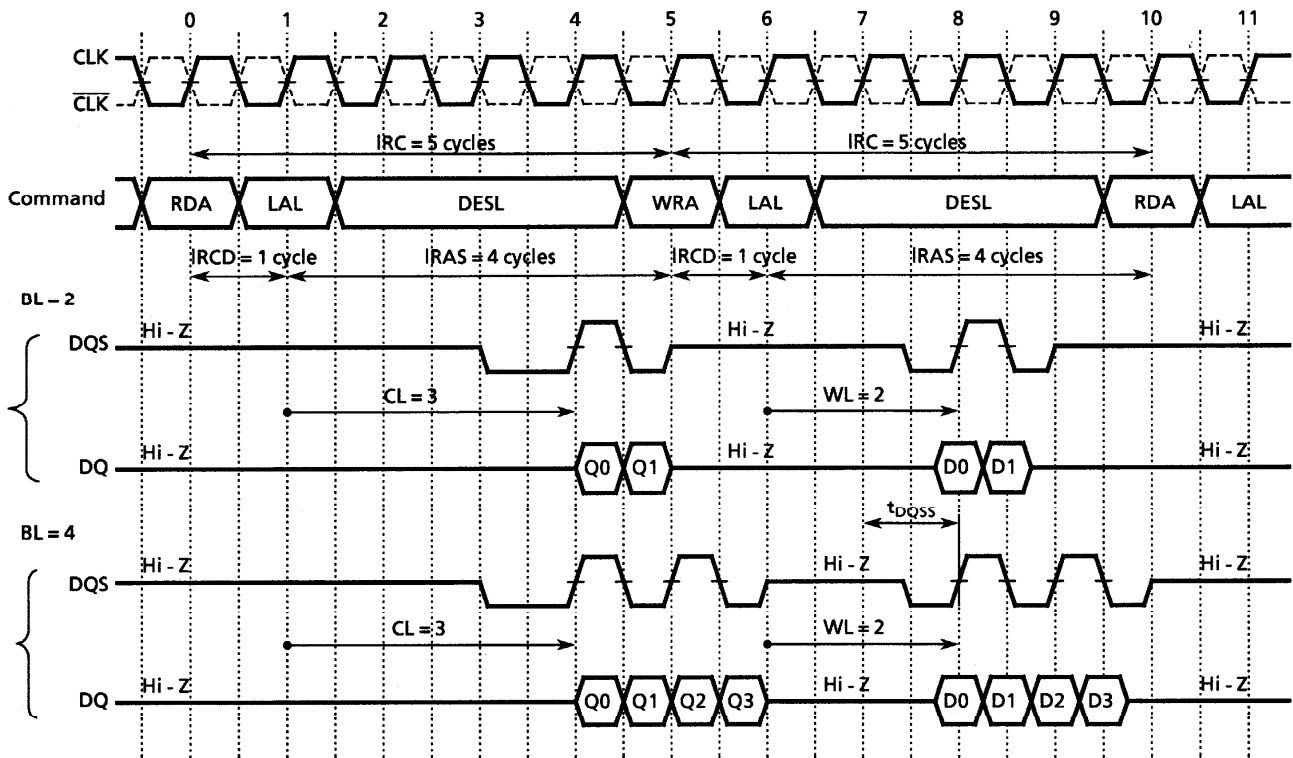 0 1 2 3 4 5 6 7 8 9 10 11
CLK
CLK
IRC = 5 cycles IRC = 5 cycles
Command RDA LAL DESL WRA LAL DESL RDA LAL
IRCD = 1 cycle IRAS = 4 cycles IRCD = 1 cycle IRAS = 4 cycles
BL – 2
Hi - Z Hi - Z Hi - Z
DQS
CL = 3 WL = 2
Hi - Z Hi - Z Hi - Z
DQ Q0 Q1 D0 D1
tDQSS
BL = 4
Hi - Z Hi - Z Hi - Z
DQS
CL = 3 WL = 2
Hi - Z Hi - Z Hi - Z
DQ Q0 Q1 Q2 Q3 D0 D1 D2 D3